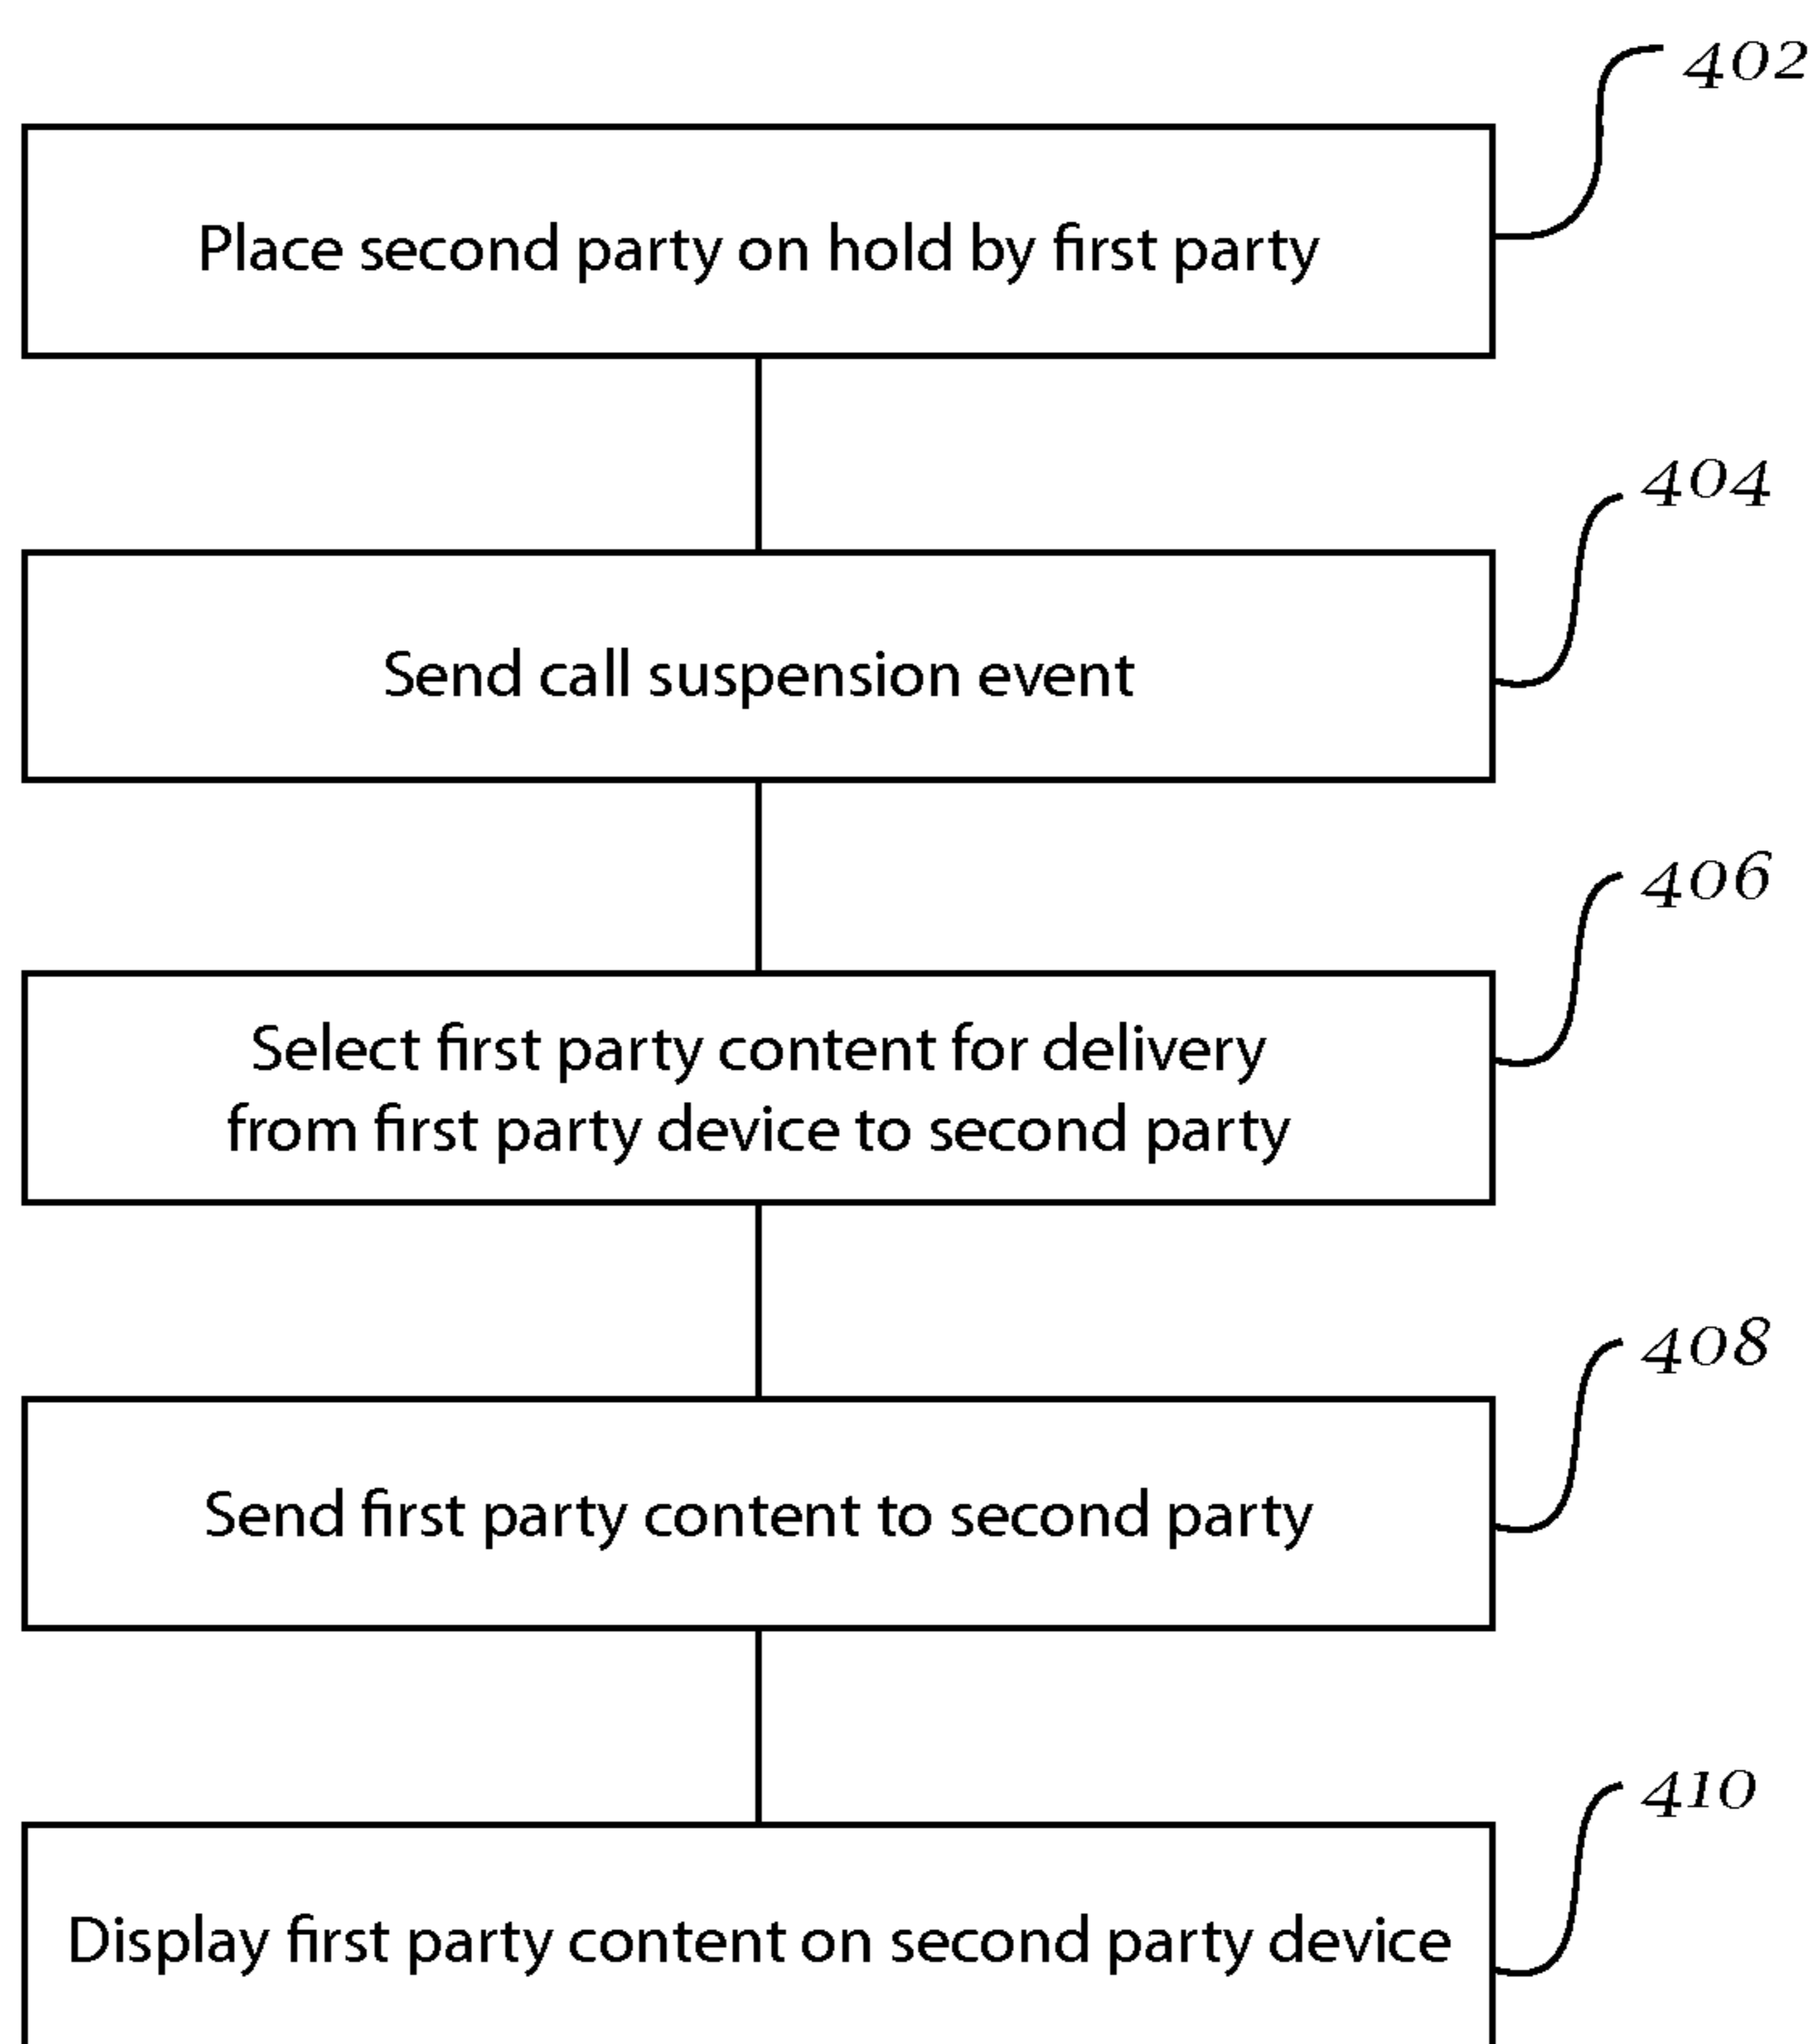 402
Place second party on hold by first party
404
Send call suspension event
406
Select first party content for delivery
from first party device to second party
408
Send first party content to second party
410
Display first party content on second party device